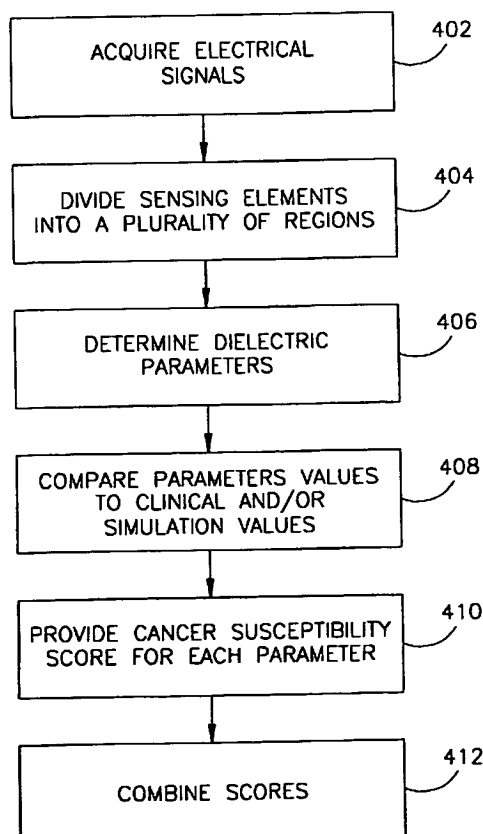 ACQUIRE ELECTRICAL
SIGNALS
402
DIVIDE SENSING ELEMENTS
INTO A PLURALITY OF REGIONS
404
DETERMINE DIELECTRIC
PARAMETERS
406
COMPARE PARAMETERS VALUES
TO CLINICAL AND/OR
SIMULATION VALUES
408
PROVIDE CANCER SUSCEPTIBILITY
SCORE FOR EACH PARAMETER
410
COMBINE SCORES
412